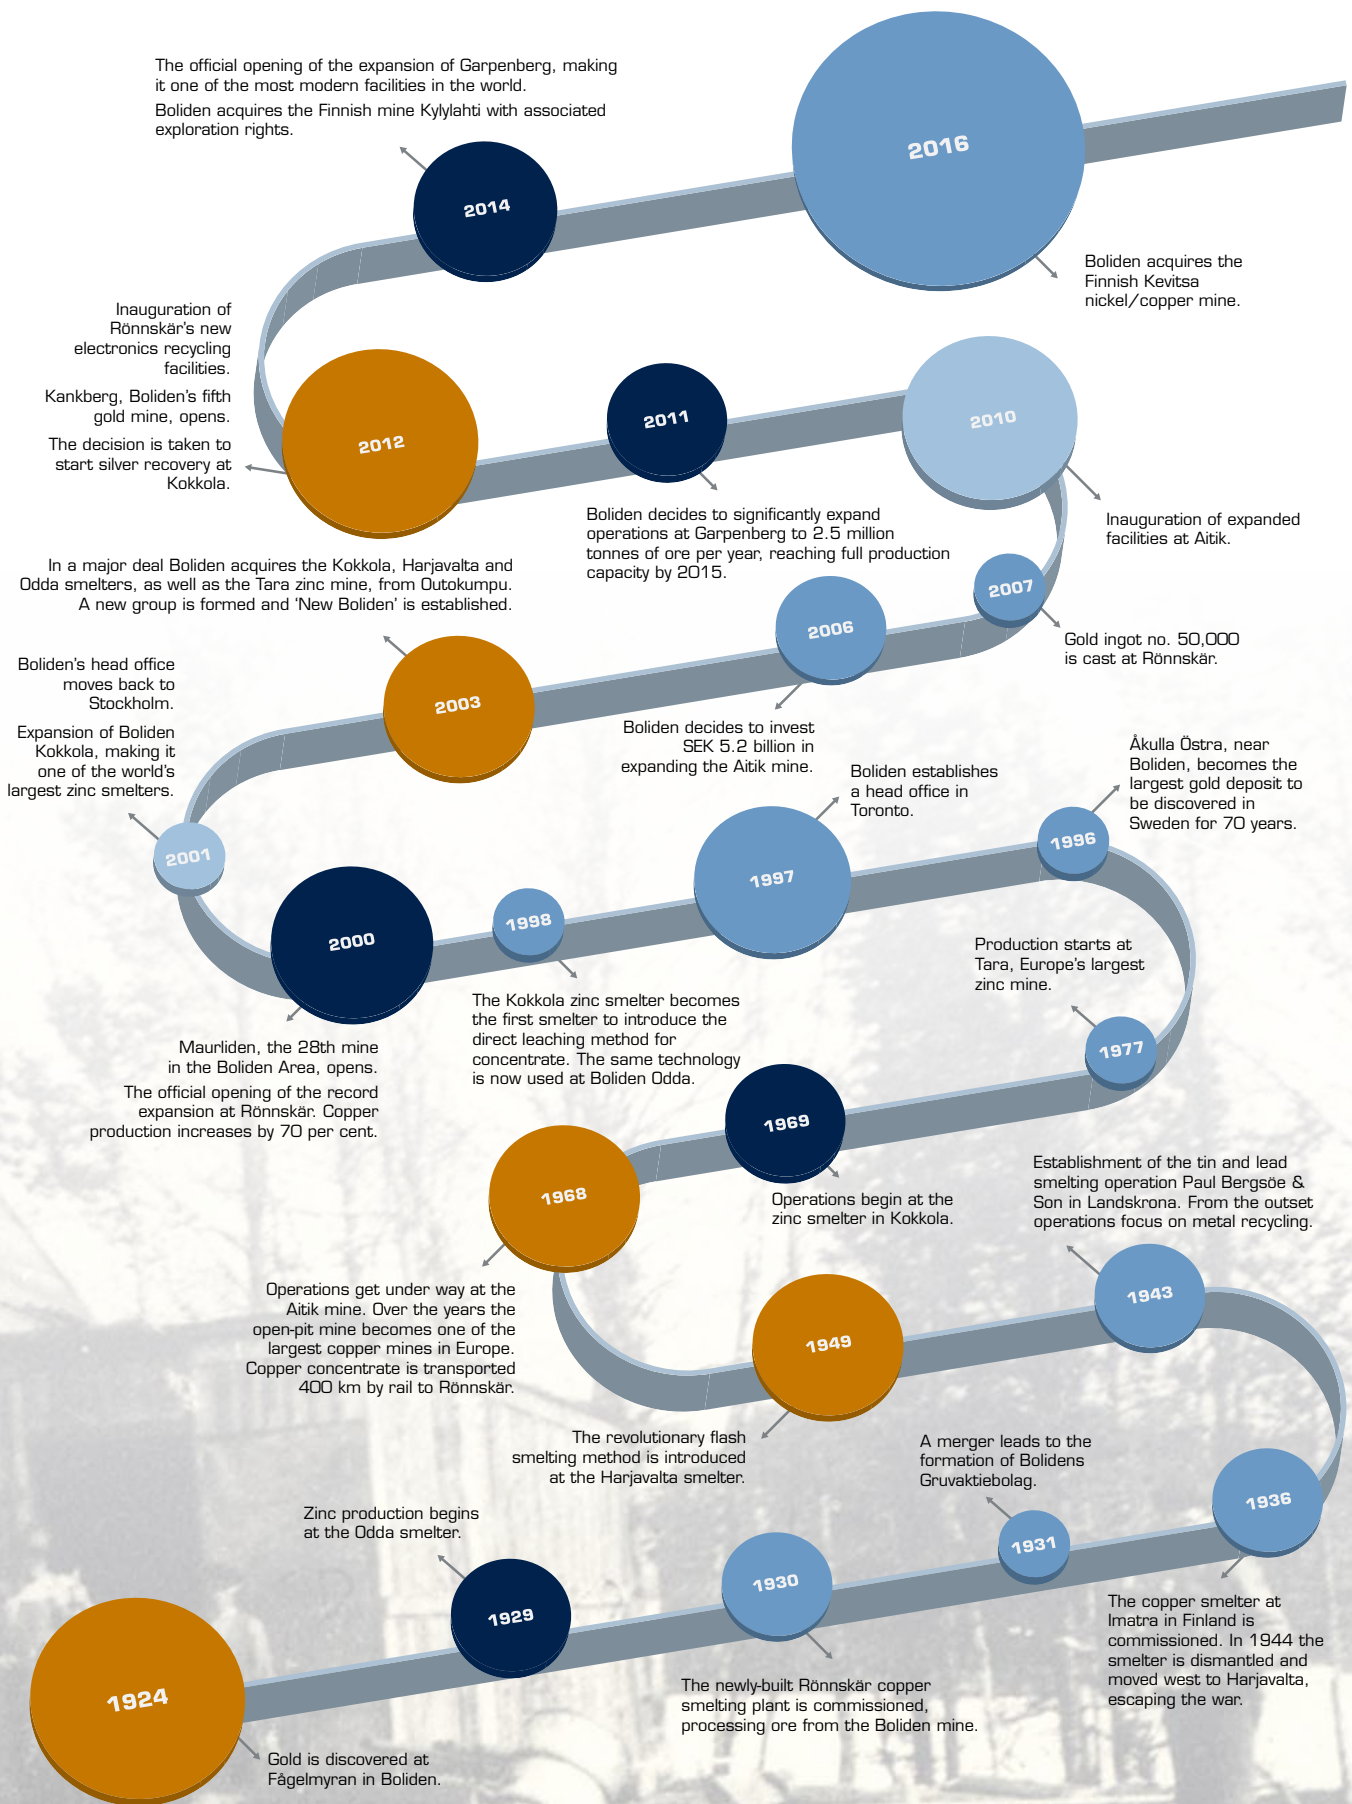 The official opening of the expansion of Garpenberg, making
it one of the most modern facilities in the world.
Boliden acquires the Finnish mine Kylylahti with associated
exploration rights.
2016
2014
Boliden acquires the
Finnish Kevitsa
nickel/copper mine.
Inauguration of
Rönnskär’s new
electronics recycling
facilities.
Kankberg, Boliden’s fifth
gold mine, opens.
The decision is taken to
start silver recovery at
Kokkola.
2012
2011
2010
Boliden decides to significantly expand
operations at Garpenberg to 2.5 million
tonnes of ore per year, reaching full production
capacity by 2015.
Inauguration of expanded
facilities at Aitik.
In a major deal Boliden acquires the Kokkola, Harjavalta and
Odda smelters, as well as the Tara zinc mine, from Outokumpu.
A new group is formed and ‘New Boliden’ is established.
2007
2006
Gold ingot no. 50,000
is cast at Rönnskär.
Boliden’s head office
moves back to
Stockholm.
Expansion of Boliden
Kokkola, making it
one of the world’s
largest zinc smelters.
2003
Boliden decides to invest
SEK 5.2 billion in
expanding the Aitik mine.
Boliden establishes
a head office in
Toronto.
Åkulla Östra, near
Boliden, becomes the
largest gold deposit to
be discovered in
Sweden for 70 years.
2001
2000
1998
1997
1996
Maurliden, the 28th mine
in the Boliden Area, opens.
The official opening of the record
expansion at Rönnskär. Copper
production increases by 70 per cent.
The Kokkola zinc smelter becomes
the first smelter to introduce the
direct leaching method for
concentrate. The same technology
is now used at Boliden Odda.
Production starts at
Tara, Europe’s largest
zinc mine.
1977
1969
1968
Operations begin at the
zinc smelter in Kokkola.
Establishment of the tin and lead
smelting operation Paul Bergsöe &
Son in Landskrona. From the outset
operations focus on metal recycling.
Operations get under way at the
Aitik mine. Over the years the
open-pit mine becomes one of the
largest copper mines in Europe.
Copper concentrate is transported
400 km by rail to Rönnskär.
1949
1943
The revolutionary flash
smelting method is introduced
at the Harjavalta smelter.
A merger leads to the
formation of Bolidens
Gruvaktiebolag.
1936
Zinc production begins
at the Odda smelter.
1931
1930
1929
The copper smelter at
Imatra in Finland is
commissioned. In 1944 the
smelter is dismantled and
moved west to Harjavalta,
escaping the war.
The newly-built Rönnskär copper
smelting plant is commissioned,
processing ore from the Boliden mine.
1924
Gold is discovered at
Fågelmyran in Boliden.